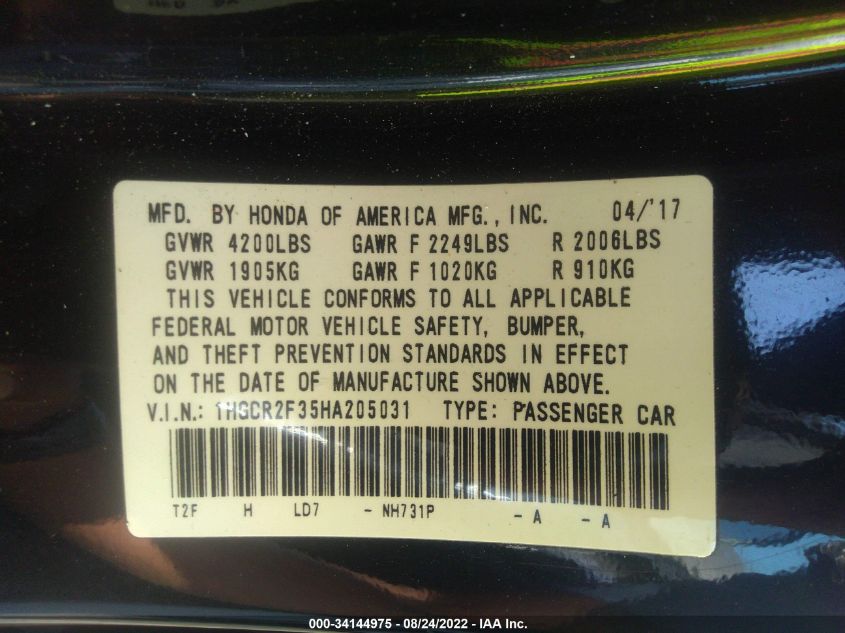 MFD. BY HONDA OF AMERICA MFG., INC. 04/'17
GVWR 4200LBS GAWR F 2249LBS R 2006LBS
GVWR 1905KG GAWR F 1020KG R 910KG
THIS VEHICLE CONFORMS TO ALL APPLICABLE
FEDERAL MOTOR VEHICLE SAFETY, BUMPER,
AND THEFT PREVENTION STANDARDS IN EFFECT
ON THE DATE OF MANUFACTURE SHOWN ABOVE.
V.I.N.: 1HGCR2F35HA205031 TYPE: PASSENGER CAR
T2F H LD7 - NH731P - A - A
000-34144975 - 08/24/2022 - IAA Inc.